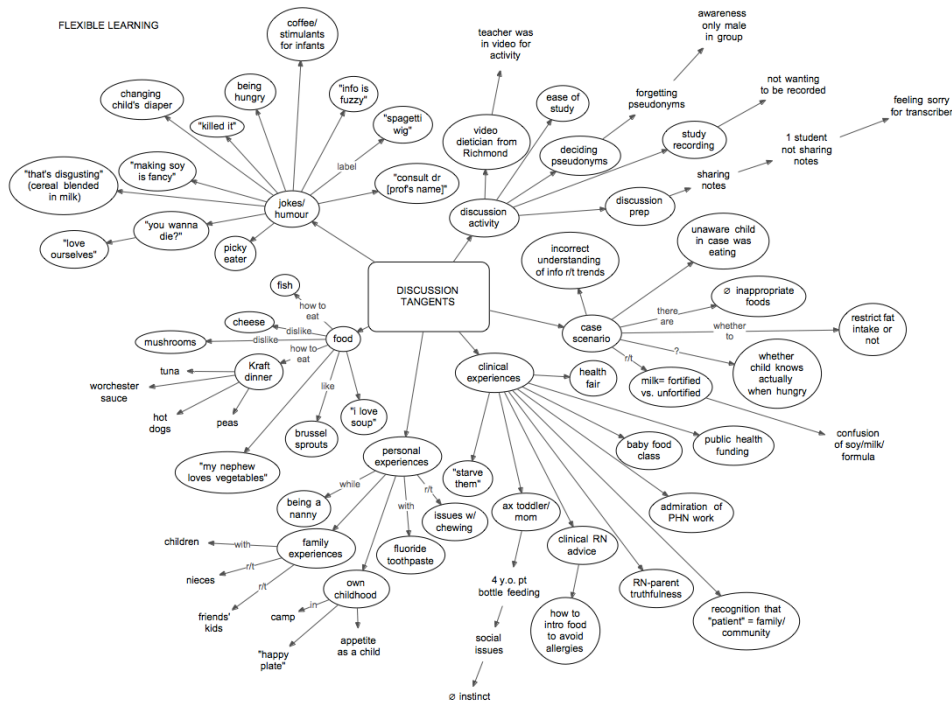 FLEXIBLE LEARNING
coffee/
stimulants
for infants
changing
child's diaper
being
hungry
"info is
fuzzy"
"killed it"
"spagetti
wig"
label
"making soy
is fancy"
"that's disgusting"
(cereal blended
in milk)
"consult dr
[prof's name]"
jokes/
humour
"you wanna
die?"
"love
ourselves"
picky
eater
teacher was
in video for
activity
awareness
only male
in group
ease of
study
forgetting
pseudonyms
not wanting
to be recorded
video
dietician from
Richmond
deciding
pseudonyms
study
recording
feeling sorry
for transcriber
1 student
not sharing
notes
sharing
notes
discussion
activity
discussion
prep
DISCUSSION
TANGENTS
incorrect
understanding
of info r/t trends
unaware child
in case was
eating
ø inappropriate
foods
there
are
case
scenario
whether
to
restrict fat
intake or
not
?
whether
child knows
actually
when hungry
r/t
milk= fortified
vs. unfortified
confusion
of soy/milk/
formula
fish
how to
eat
cheese
dislike
mushrooms
dislike
food
how to
eat
Kraft
dinner
tuna
worchester
sauce
hot
dogs
peas
like
brussel
sprouts
"i love
soup"
"my nephew
loves vegetables"
clinical
experiences
health
fair
baby food
class
public health
funding
"starve
them"
ax toddler/
mom
4 y.o. pt
bottle feeding
social
issues
ø instinct
clinical RN
advice
how to
intro food
to avoid
allergies
RN-parent
truthfulness
admiration of
PHN work
recognition that
"patient" = family/
community
personal
experiences
while
being a
nanny
with
fluoride
toothpaste
r/t
issues w/
chewing
family
experiences
with
children
r/t
nieces
r/t
friends'
kids
own
childhood
in
camp
"happy
plate"
appetite
as a child